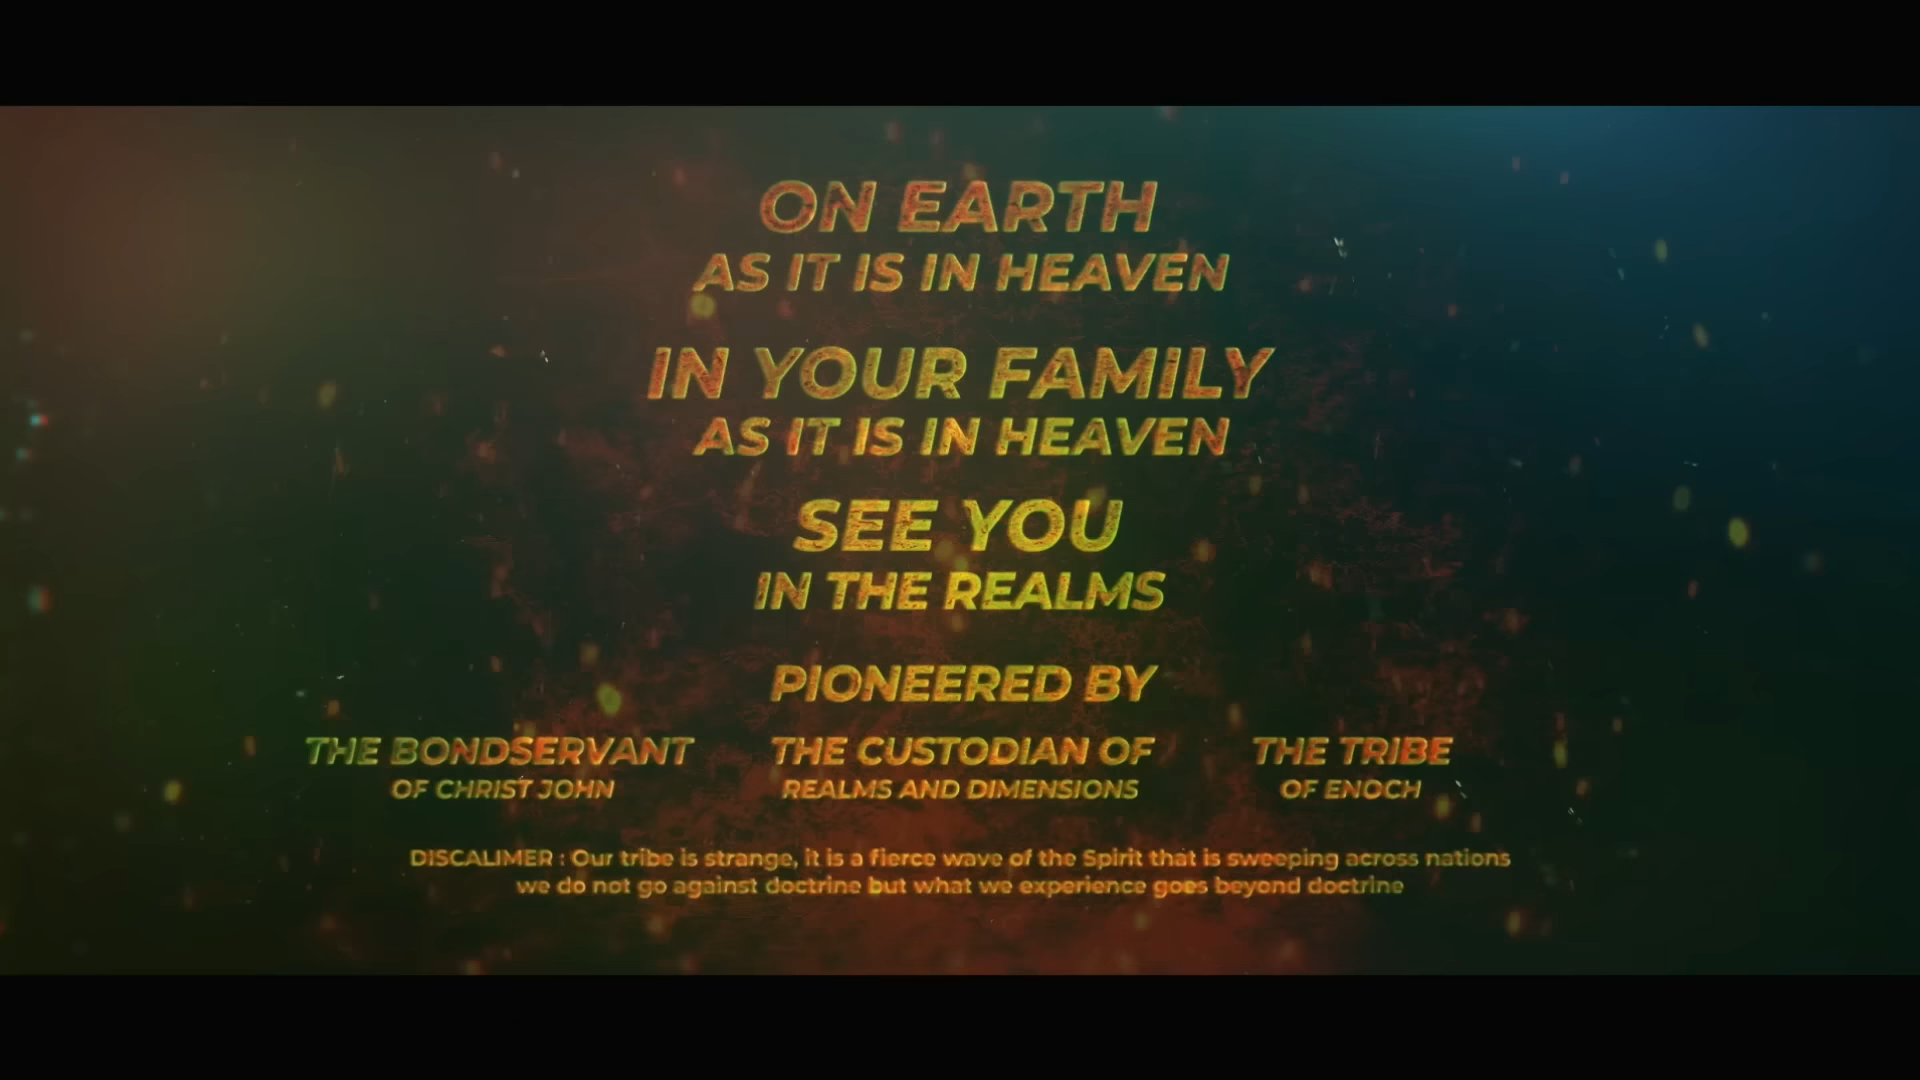 ON EARTH
AS IT IS IN HEAVEN
IN YOUR FAMILY
AS IT IS IN HEAVEN
SEE YOU
IN THE REALMS
PIONEERED BY
THE BONDSERVANT
OF CHRIST JOHN
THE CUSTODIAN OF
REALMS AND DIMENSIONS
THE TRIBE
OF ENOCH
DISCALIMER : Our tribe is strange, it is a fierce wave of the Spirit that is sweeping across nations
we do not go against doctrine but what we experience goes beyond doctrine